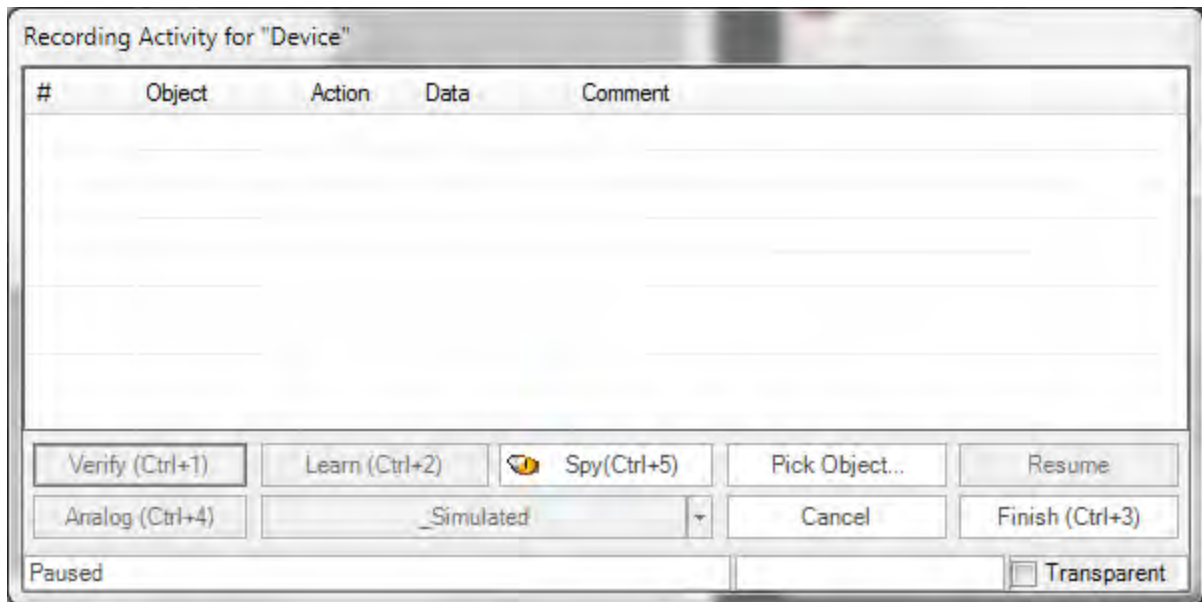 Recording Activity for "Device"
# Object Action Data Comment
Verify (Ctrl+1) Learn (Ctrl+2) Spy(Ctrl+5) Pick Object... Resume
Analog (Ctrl+4) _Simulated Cancel Finish (Ctrl+3)
Paused Transparent